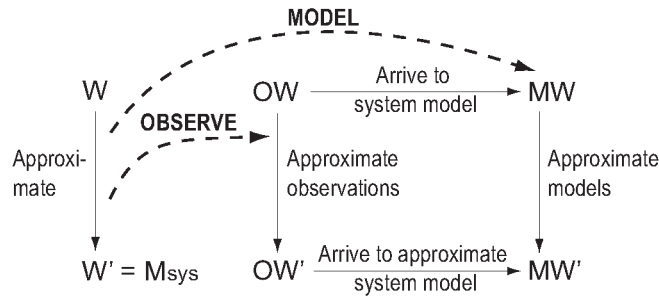 MODEL
W
OW
Arrive to
system model
MW
OBSERVE
Approxi-
mate
Approximate
observations
Approximate
models
W' = Msys
OW'
Arrive to approximate
system model
MW'